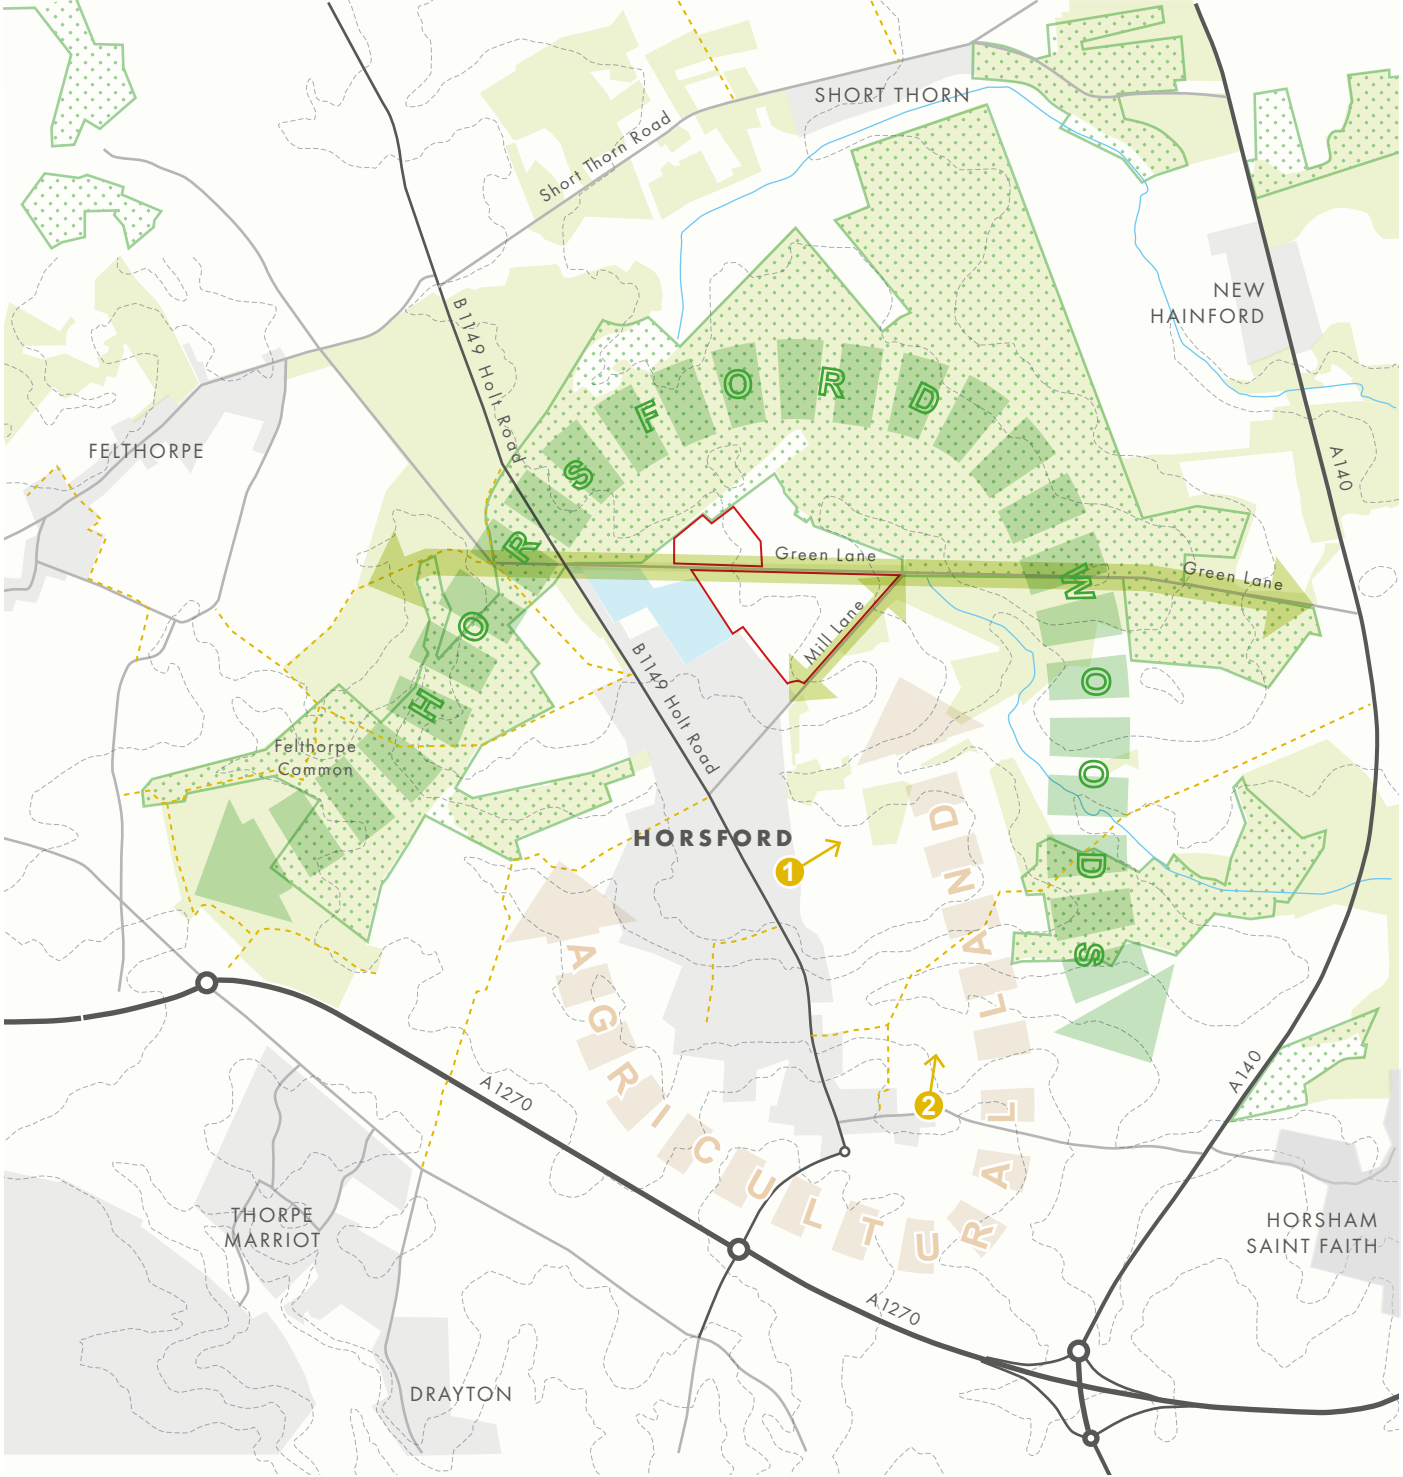 SHORT THORN
Short Thorn Road
NEW
HAINFORD
B1149 Holt Road
FELTHORPE
A140
HORSFORD WOODS
Green Lane
Green Lane
Mill Lane
B1149 Holt Road
Felthorpe
Common
HORSFORD
1
AGRICULTURAL LAND
2
A1270
A140
THORPE
MARRIOT
HORSHAM
SAINT FAITH
A1270
DRAYTON